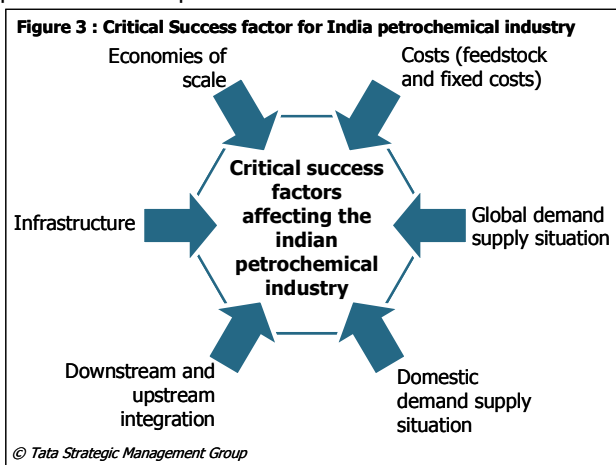 Figure 3 : Critical Success factor for India petrochemical industry
Economies of
scale
Costs (feedstock
and fixed costs)
Critical success
factors
affecting the
indian
petrochemical
industry
Infrastructure
Global demand
supply situation
Downstream and
upstream
integration
Domestic
demand supply
situation
© Tata Strategic Management Group